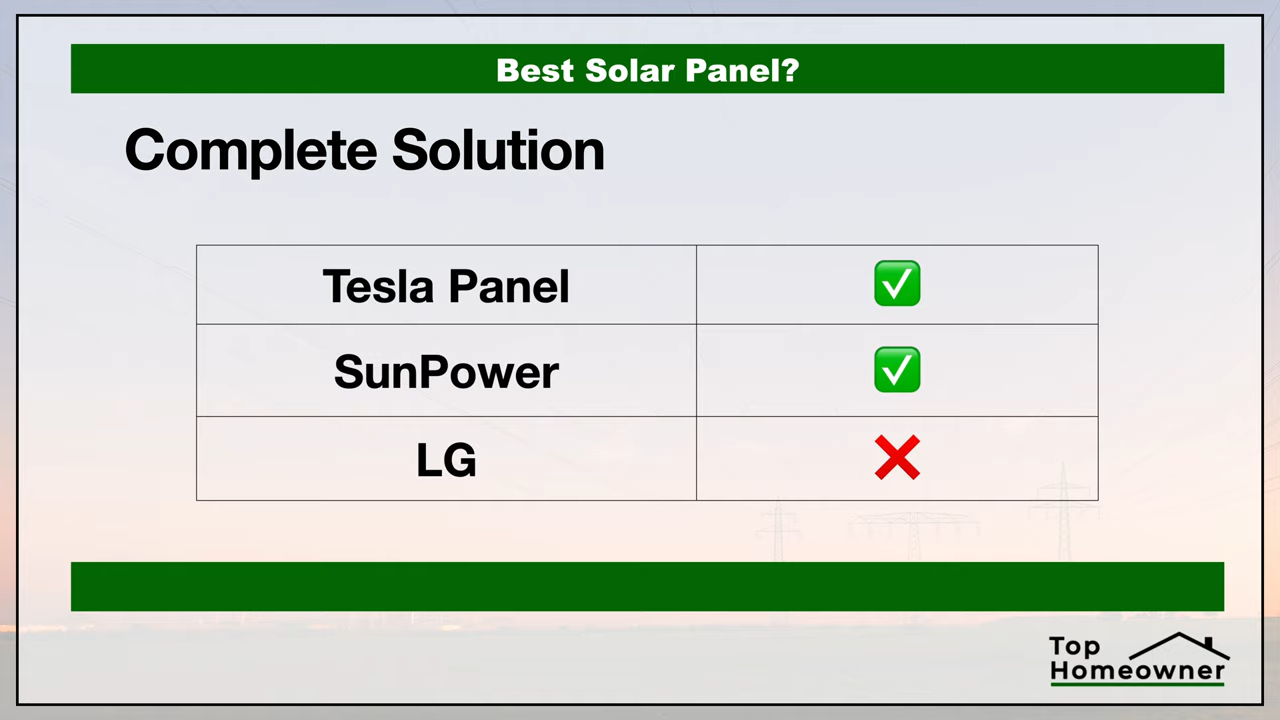 Best Solar Panel?
Complete Solution
Tesla Panel ✅
SunPower ✅
LG ❌
Top
Homeowner